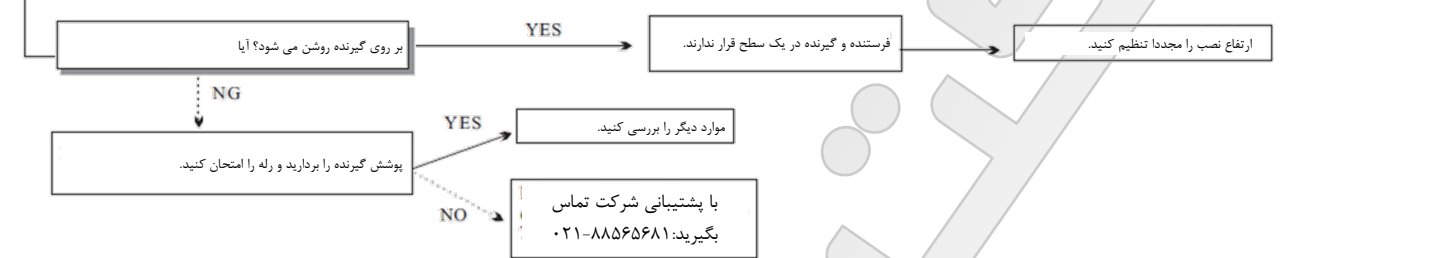 بر روی گیرنده روشن می شود؟ آیا
YES
فرستنده و گیرنده در یک سطح قرار ندارند.
ارتفاع نصب را مجددا تنظیم کنید.
NG
پوشش گیرنده را بردارید و رله را امتحان کنید.
YES
موارد دیگر را بررسی کنید.
NO
با پشتیبانی شرکت تماس
بگیرید:۸۸۵۶۵۶۸۱-۰۲۱